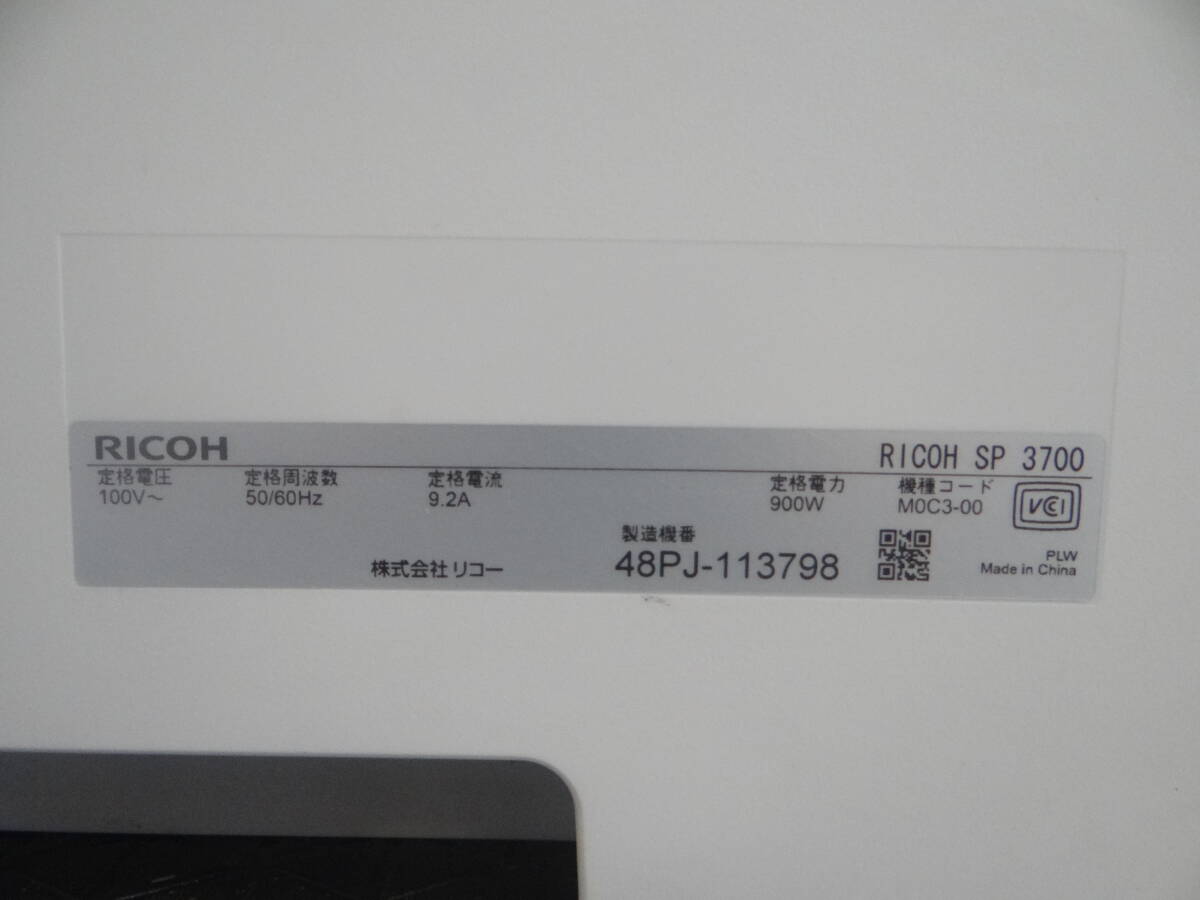 RICOH
RICOH SP 3700
定格電圧 定格周波数 定格電流 定格電力 機種コード
100V～ 50/60Hz 9.2A 900W M0C3-00
VCI
製造機番
株式会社リコー 48PJ-113798
PLW
Made in China